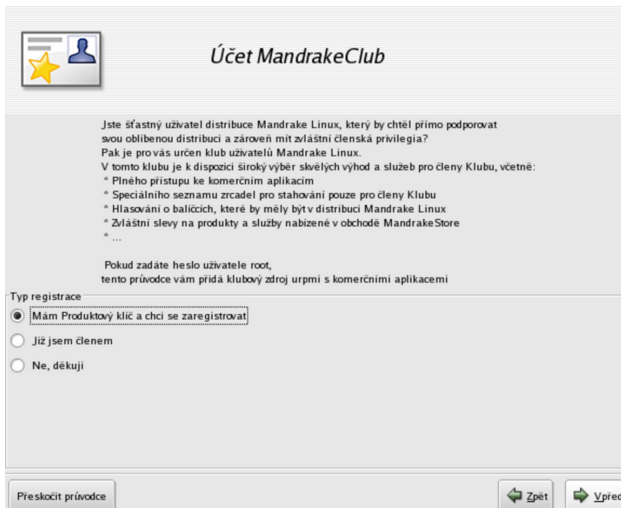 Účet MandrakeClub
Jste šťastný uživatel distribuce Mandrake Linux, který by chtěl přímo podporovat
svou oblíbenou distribuci a zároveň mít zvláštní členská privilegia?
Pak je pro vás určen klub uživatelů Mandrake Linux.
V tomto klubu je k dispozici široký výběr skvělých výhod a služeb pro členy Klubu, včetně:
* Plného přístupu ke komerčním aplikacím
* Speciálního seznamu zrcadel pro stahování pouze pro členy Klubu
* Hlasování o balíčcích, které by měly být v distribuci Mandrake Linux
* Zvláštní slevy na produkty a služby nabízené v obchodě MandrakeStore
* ...
Pokud zadáte heslo uživatele root,
tento průvodce vám přidá klubový zdroj urpmi s komerčními aplikacemi
Typ registrace
Mám Produktový klíč a chci se zaregistrovat
Již jsem členem
Ne, děkuji
Přeskočit průvodce
Zpět
Vpřed